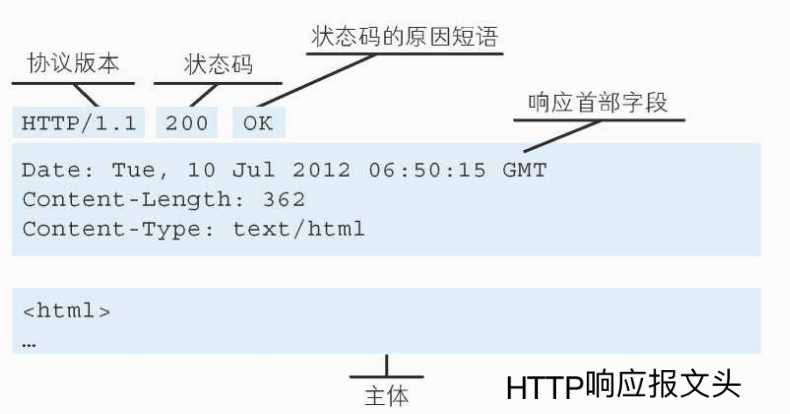 状态码的原因短语
协议版本
状态码
响应首部字段
HTTP/1.1 200 OK
Date: Tue, 10 Jul 2012 06:50:15 GMT
Content-Length: 362
Content-Type: text/html
<html>
…
主体
HTTP响应报文头